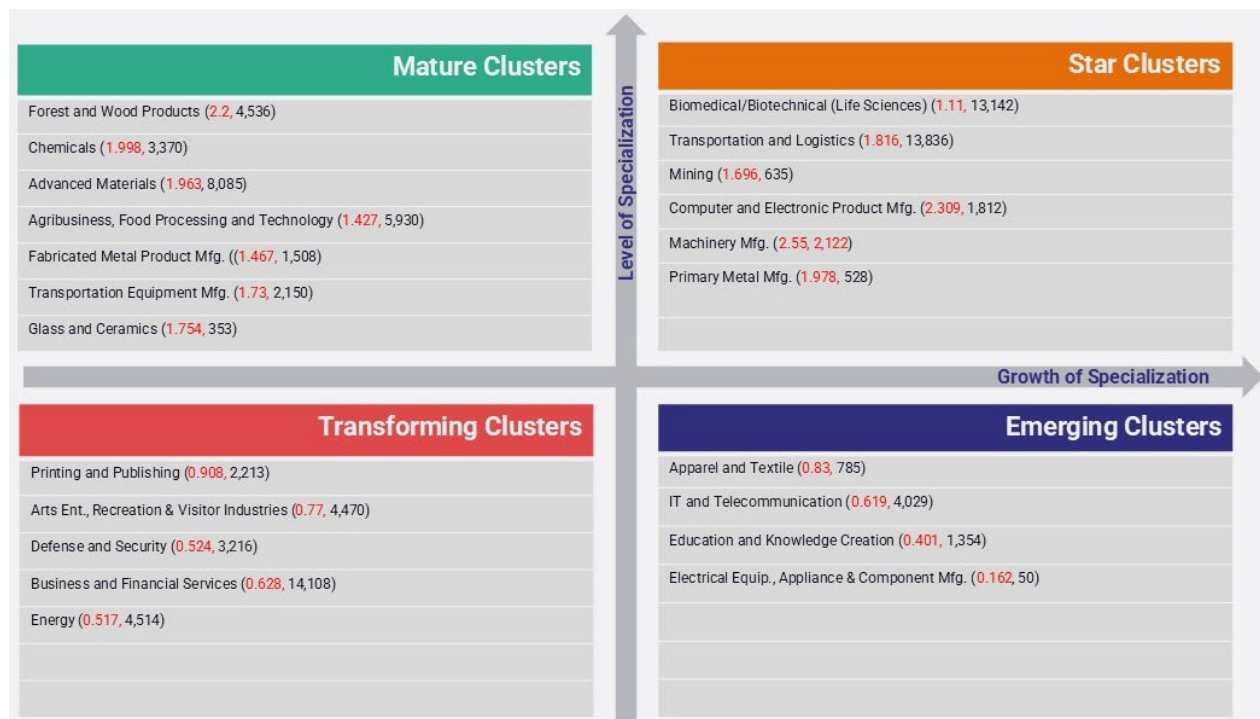 Mature Clusters
Forest and Wood Products (2.2, 4,536)
Chemicals (1.998, 3,370)
Advanced Materials (1.963, 8,085)
Agribusiness, Food Processing and Technology (1.427, 5,930)
Fabricated Metal Product Mfg. ((1.467, 1,508)
Transportation Equipment Mfg. (1.73, 2,150)
Glass and Ceramics (1.754, 353)
Level of Specialization
Star Clusters
Biomedical/Biotechnical (Life Sciences) (1.11, 13,142)
Transportation and Logistics (1.816, 13,836)
Mining (1.696, 635)
Computer and Electronic Product Mfg. (2.309, 1,812)
Machinery Mfg. (2.55, 2,122)
Primary Metal Mfg. (1.978, 528)
Growth of Specialization
Transforming Clusters
Printing and Publishing (0.908, 2,213)
Arts Ent., Recreation & Visitor Industries (0.77, 4,470)
Defense and Security (0.524, 3,216)
Business and Financial Services (0.628, 14,108)
Energy (0.517, 4,514)
Emerging Clusters
Apparel and Textile (0.83, 785)
IT and Telecommunication (0.619, 4,029)
Education and Knowledge Creation (0.401, 1,354)
Electrical Equip., Appliance & Component Mfg. (0.162, 50)